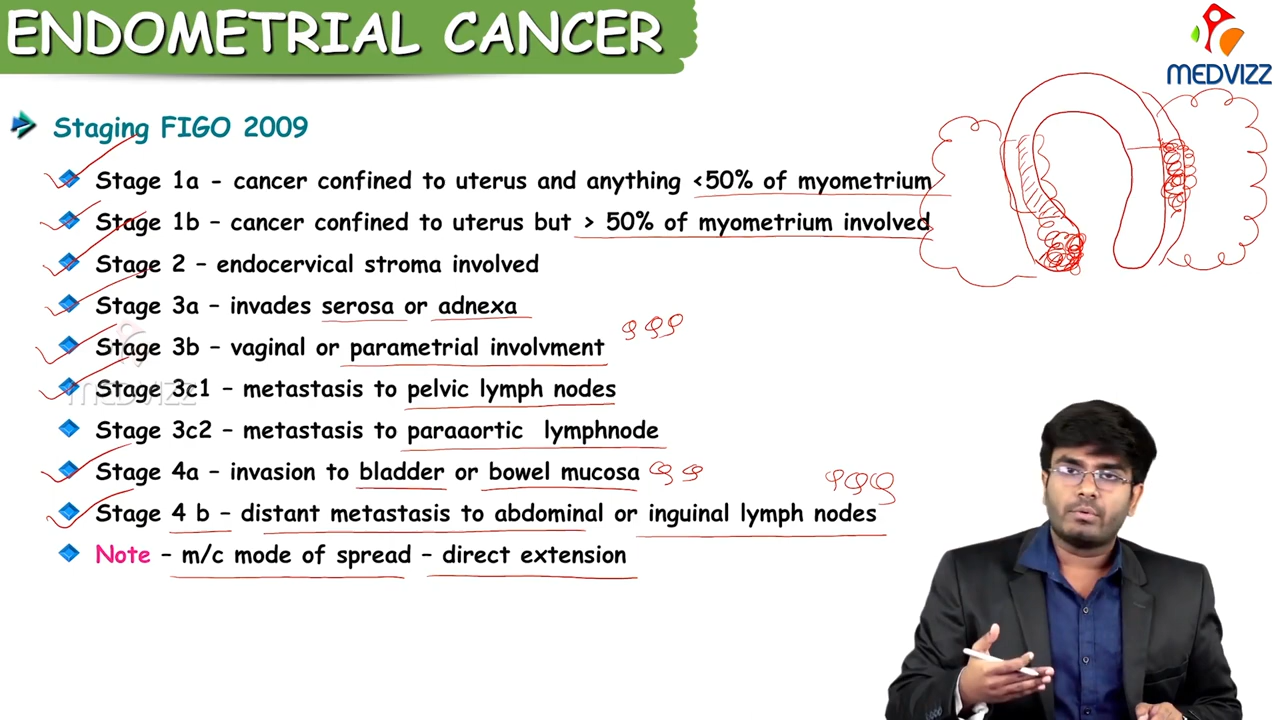 ENDOMETRIAL CANCER
MEDVIZZ
Staging FIGO 2009
Stage 1a - cancer confined to uterus and anything <50% of myometrium
Stage 1b - cancer confined to uterus but > 50% of myometrium involved
Stage 2 – endocervical stroma involved
Stage 3a – invades serosa or adnexa
Stage 3b – vaginal or parametrial involvment
Stage 3c1 – metastasis to pelvic lymph nodes
MEDVIZZ
Stage 3c2 – metastasis to paraaortic lymphnode
Stage 4a – invasion to bladder or bowel mucosa
Stage 4 b – distant metastasis to abdominal or inguinal lymph nodes
Note – m/c mode of spread – direct extension